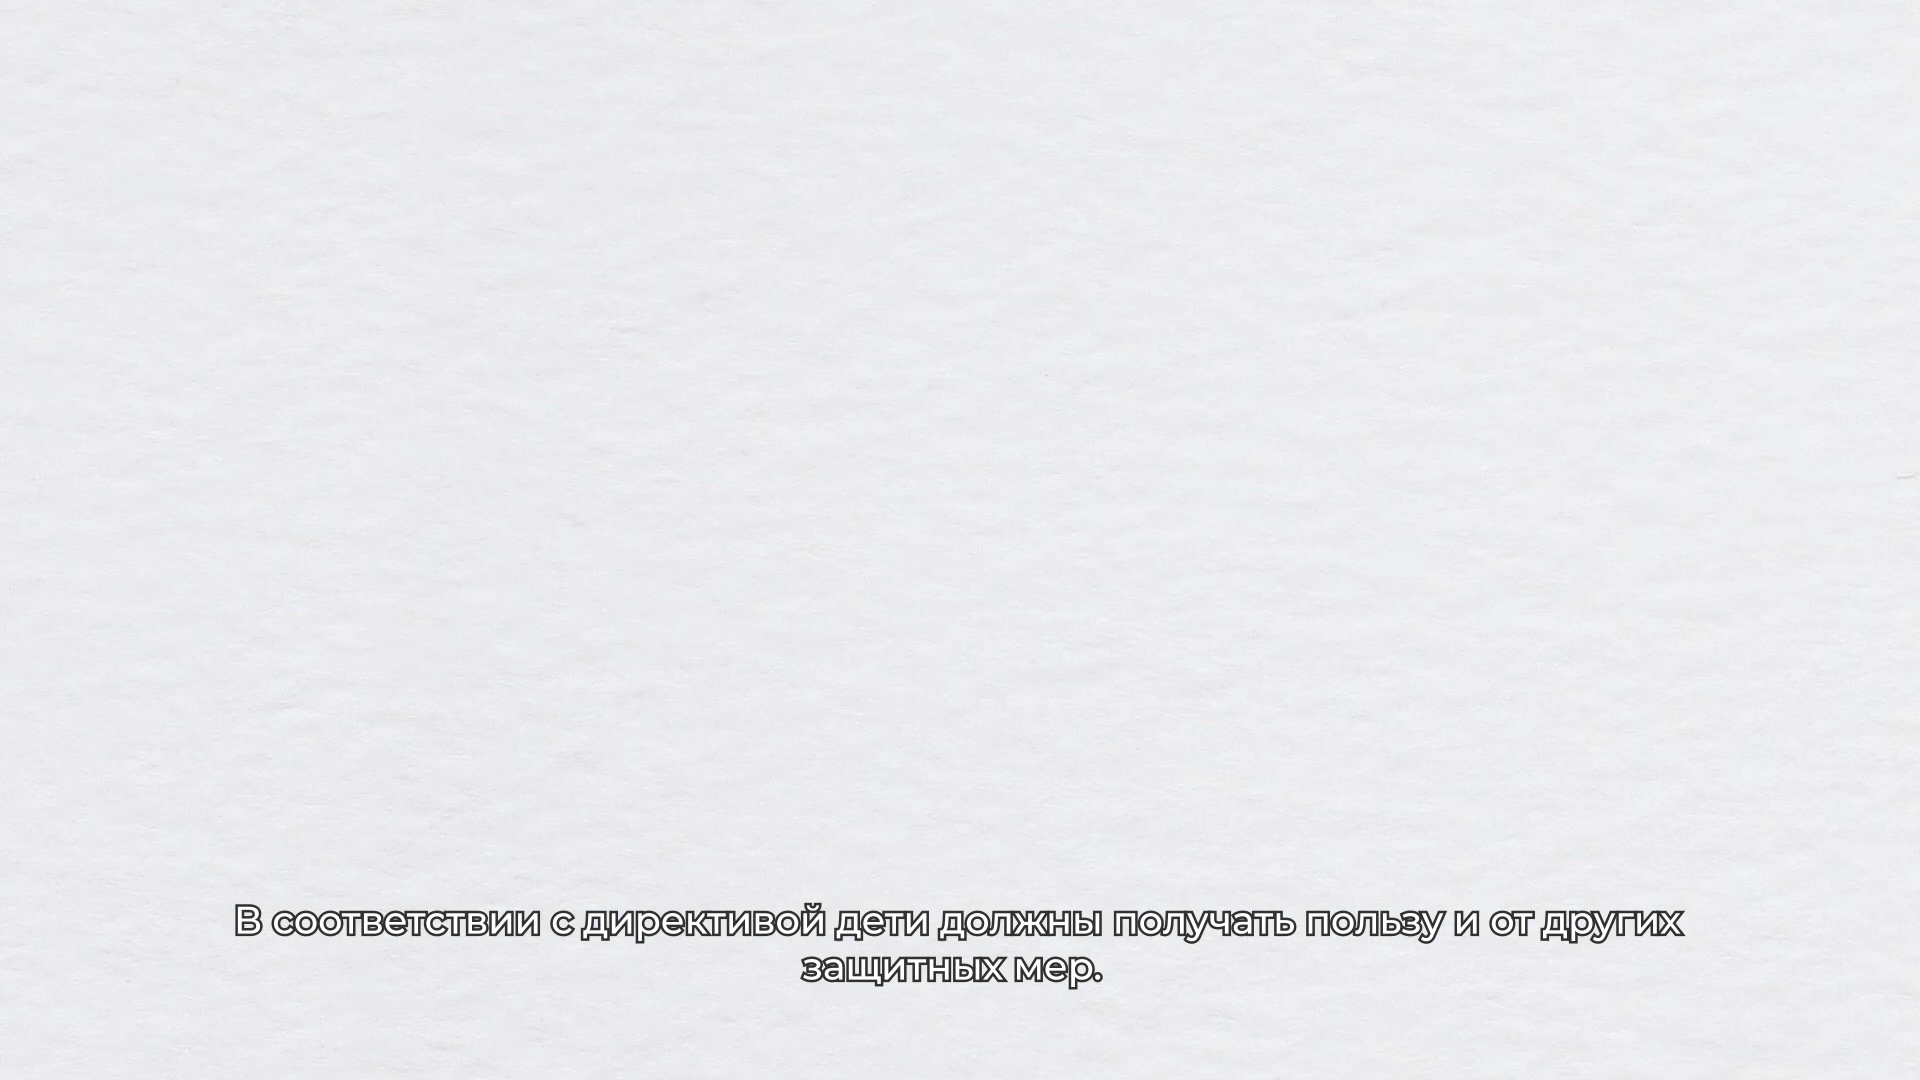 В соответствии с директивой дети должны получать пользу и от других
защитных мер.